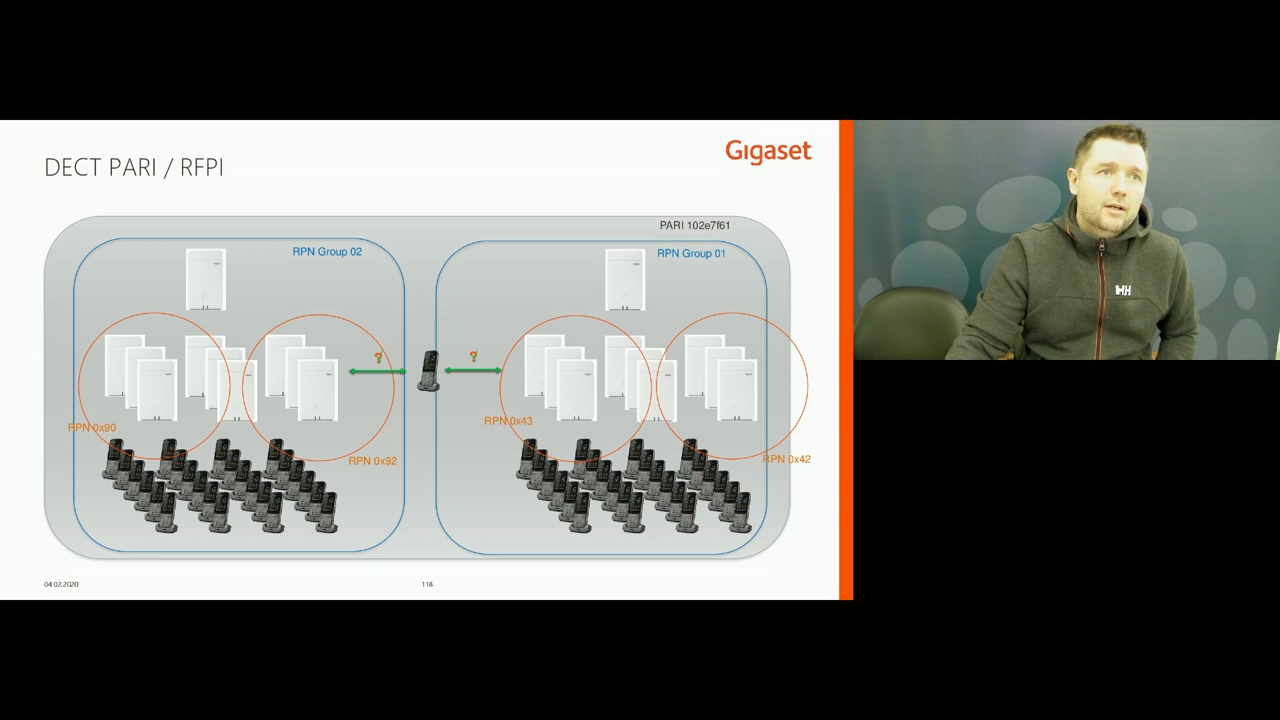 DECT PARI / RFPI
Gigaset
PARI 102e7f61
RPN Group 02
RPN Group 01
?
?
RPN 0x90
RPN 0x92
RPN 0x43
RPN 0x42
04.02.2020
118
HH